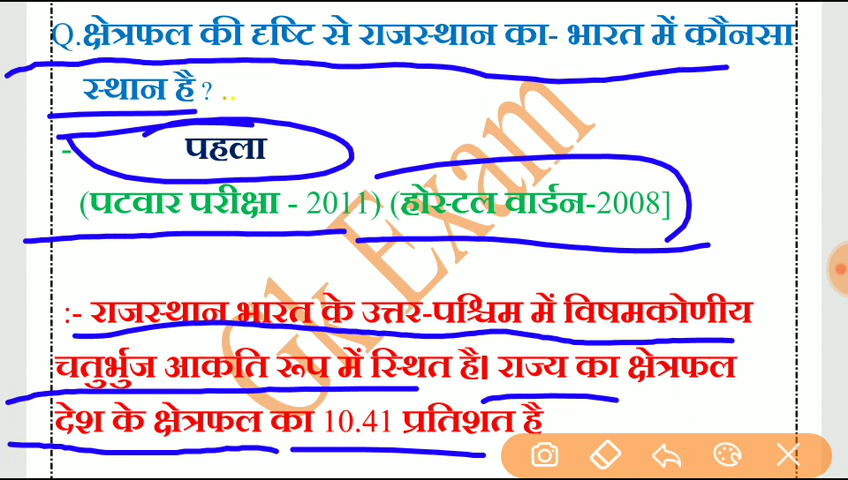 Q.क्षेत्रफल की दृष्टि से राजस्थान का- भारत में कौनसा
स्थान है ? ..
- पहला
(पटवार परीक्षा - 2011) (होस्टल वार्डन-2008]
:- राजस्थान भारत के उत्तर-पश्चिम में विषमकोणीय
चतुर्भुज आकति रूप में स्थित है। राज्य का क्षेत्रफल
देश के क्षेत्रफल का 10.41 प्रतिशत है
Gk Exam